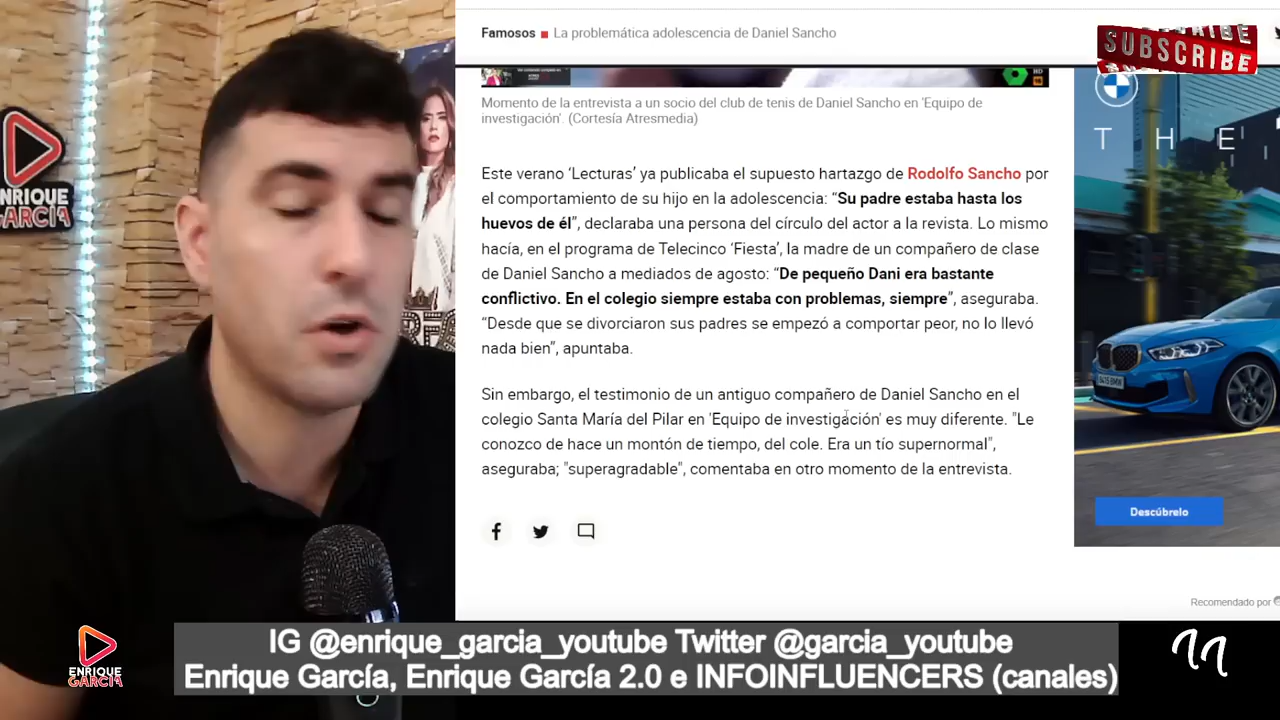 Famosos ■ La problemática adolescencia de Daniel Sancho
SUBSCRIBE
ENRIQUE
GARCÍA
Momento de la entrevista a un socio del club de tenis de Daniel Sancho en 'Equipo de
investigación'. (Cortesía Atresmedia)
T H E
Este verano ‘Lecturas’ ya publicaba el supuesto hartazgo de Rodolfo Sancho por
el comportamiento de su hijo en la adolescencia: “Su padre estaba hasta los
huevos de él”, declaraba una persona del círculo del actor a la revista. Lo mismo
hacía, en el programa de Telecinco ‘Fiesta’, la madre de un compañero de clase
de Daniel Sancho a mediados de agosto: “De pequeño Dani era bastante
conflictivo. En el colegio siempre estaba con problemas, siempre”, aseguraba.
“Desde que se divorciaron sus padres se empezó a comportar peor, no lo llevó
nada bien”, apuntaba.
Sin embargo, el testimonio de un antiguo compañero de Daniel Sancho en el
colegio Santa María del Pilar en 'Equipo de investigación' es muy diferente. "Le
conozco de hace un montón de tiempo, del cole. Era un tío supernormal",
aseguraba; "superagradable", comentaba en otro momento de la entrevista.
Descúbrelo
Recomendado por
IG @enrique_garcia_youtube Twitter @garcia_youtube
Enrique García, Enrique García 2.0 e INFOINFLUENCERS (canales)
ENRIQUE
GARCÍA